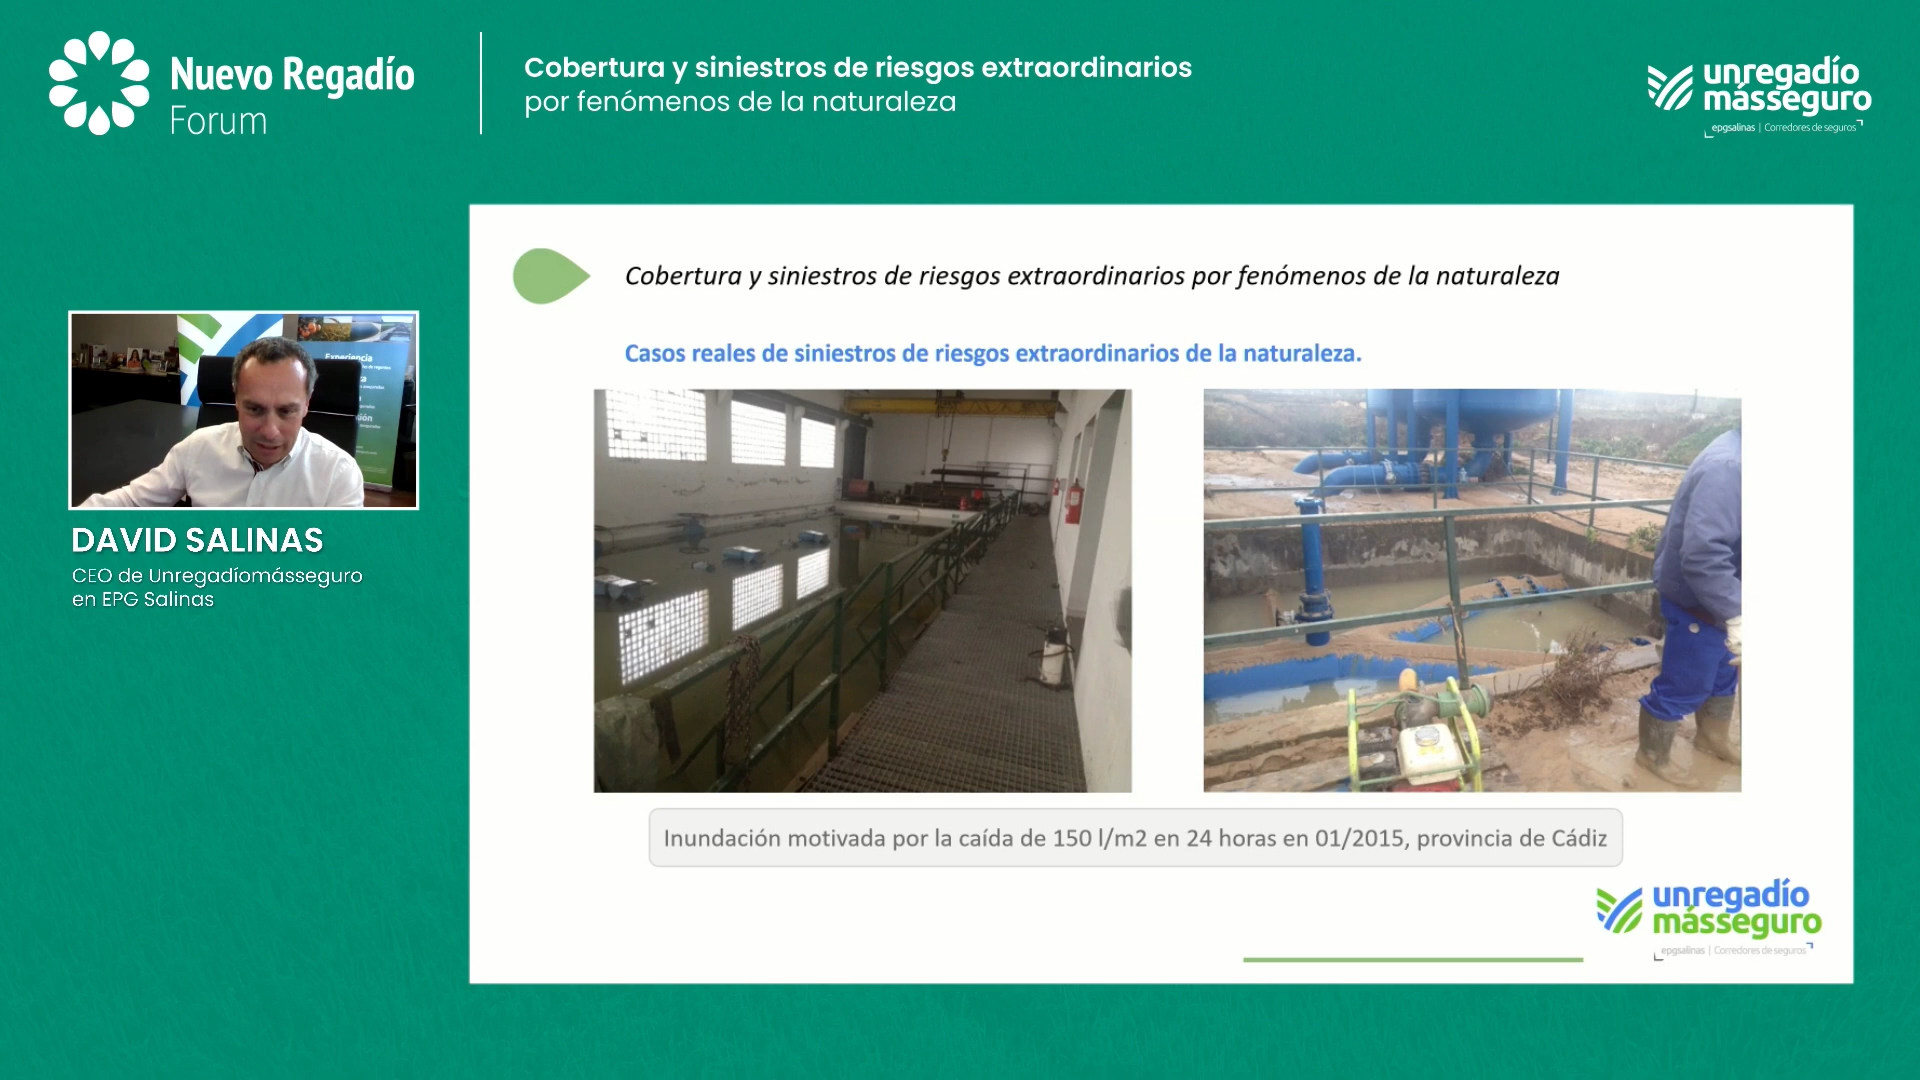 Nuevo Regadío
Forum
Cobertura y siniestros de riesgos extraordinarios
por fenómenos de la naturaleza
unregadío
másseguro
epgsalinas | Corredores de seguros
Experiencia
DAVID SALINAS
CEO de Unregadíomásseguro
en EPG Salinas
Cobertura y siniestros de riesgos extraordinarios por fenómenos de la naturaleza
Casos reales de siniestros de riesgos extraordinarios de la naturaleza.
Inundación motivada por la caída de 150 l/m2 en 24 horas en 01/2015, provincia de Cádiz
unregadío
másseguro
epgsalinas | Corredores de seguros